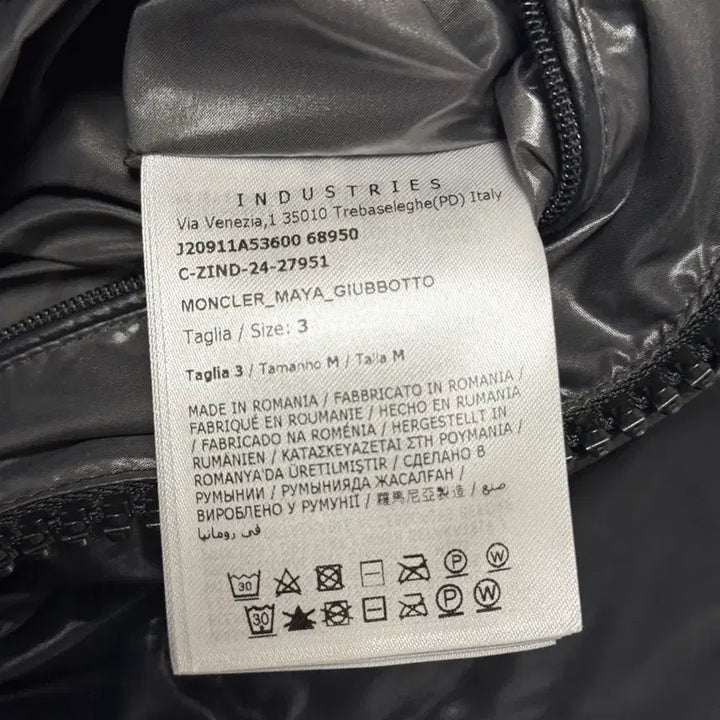 INDUSTRIES
Via Venezia,1 35010 Trebaseleghe(PD) Italy
J20911A53600 68950
C-ZIND-24-27951
MONCLER_MAYA_GIUBBOTTO
Taglia / Size: 3
Taglia 3 / Tamanho M / Talla M
MADE IN ROMANIA / FABBRICATO IN ROMANIA /
FABRIQUÉ EN ROUMANIE / HECHO EN RUMANIA
/ FABRICADO NA ROMÉNIA / HERGESTELLT IN
RUMÄNIEN / ΚΑΤΑΣΚΕΥΑΖΕΤΑΙ ΣΤΗ ΡΟΥΜΑΝΙΑ /
ROMANYA'DA ÜRETILMIŞTIR / СДЕЛАНО В
РУМЫНИИ / РУМЫНИЯДА ЖАСАЛҒАН /
ВИРОБЛЕНО У РУМУНІЇ / 羅馬尼亞製造 / صنع
في رومانيا
30 P W
30 P W